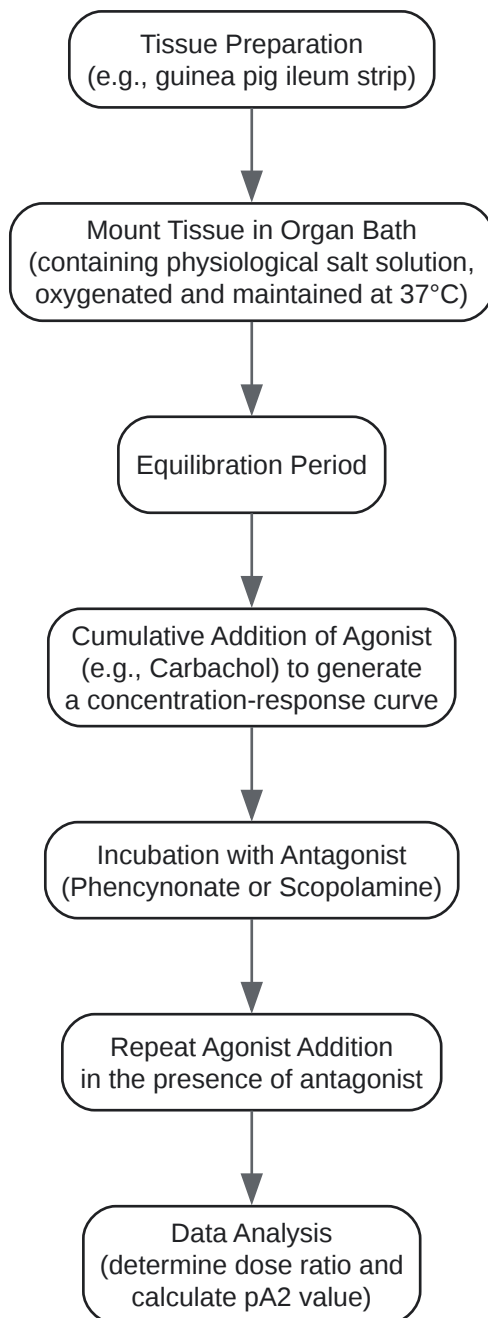 Tissue Preparation
(e.g., guinea pig ileum strip)
Mount Tissue in Organ Bath
(containing physiological salt solution,
oxygenated and maintained at 37°C)
Equilibration Period
Cumulative Addition of Agonist
(e.g., Carbachol) to generate
a concentration-response curve
Incubation with Antagonist
(Phencynonate or Scopolamine)
Repeat Agonist Addition
in the presence of antagonist
Data Analysis
(determine dose ratio and
calculate pA2 value)